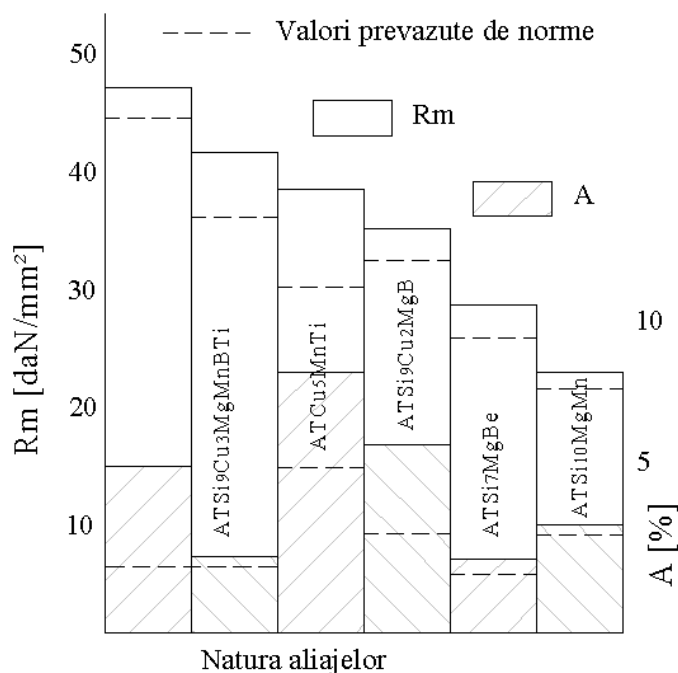 50
Valori prevazute de norme
Rm
40
A
Rm [daN/mm²]
30
20
10
10
5
A [%]
ATSi9Cu3MgMnBTi
ATCu5MnTi
ATSi9Cu2MgB
ATSi7MgBe
ATSi10MgMn
Natura aliajelor